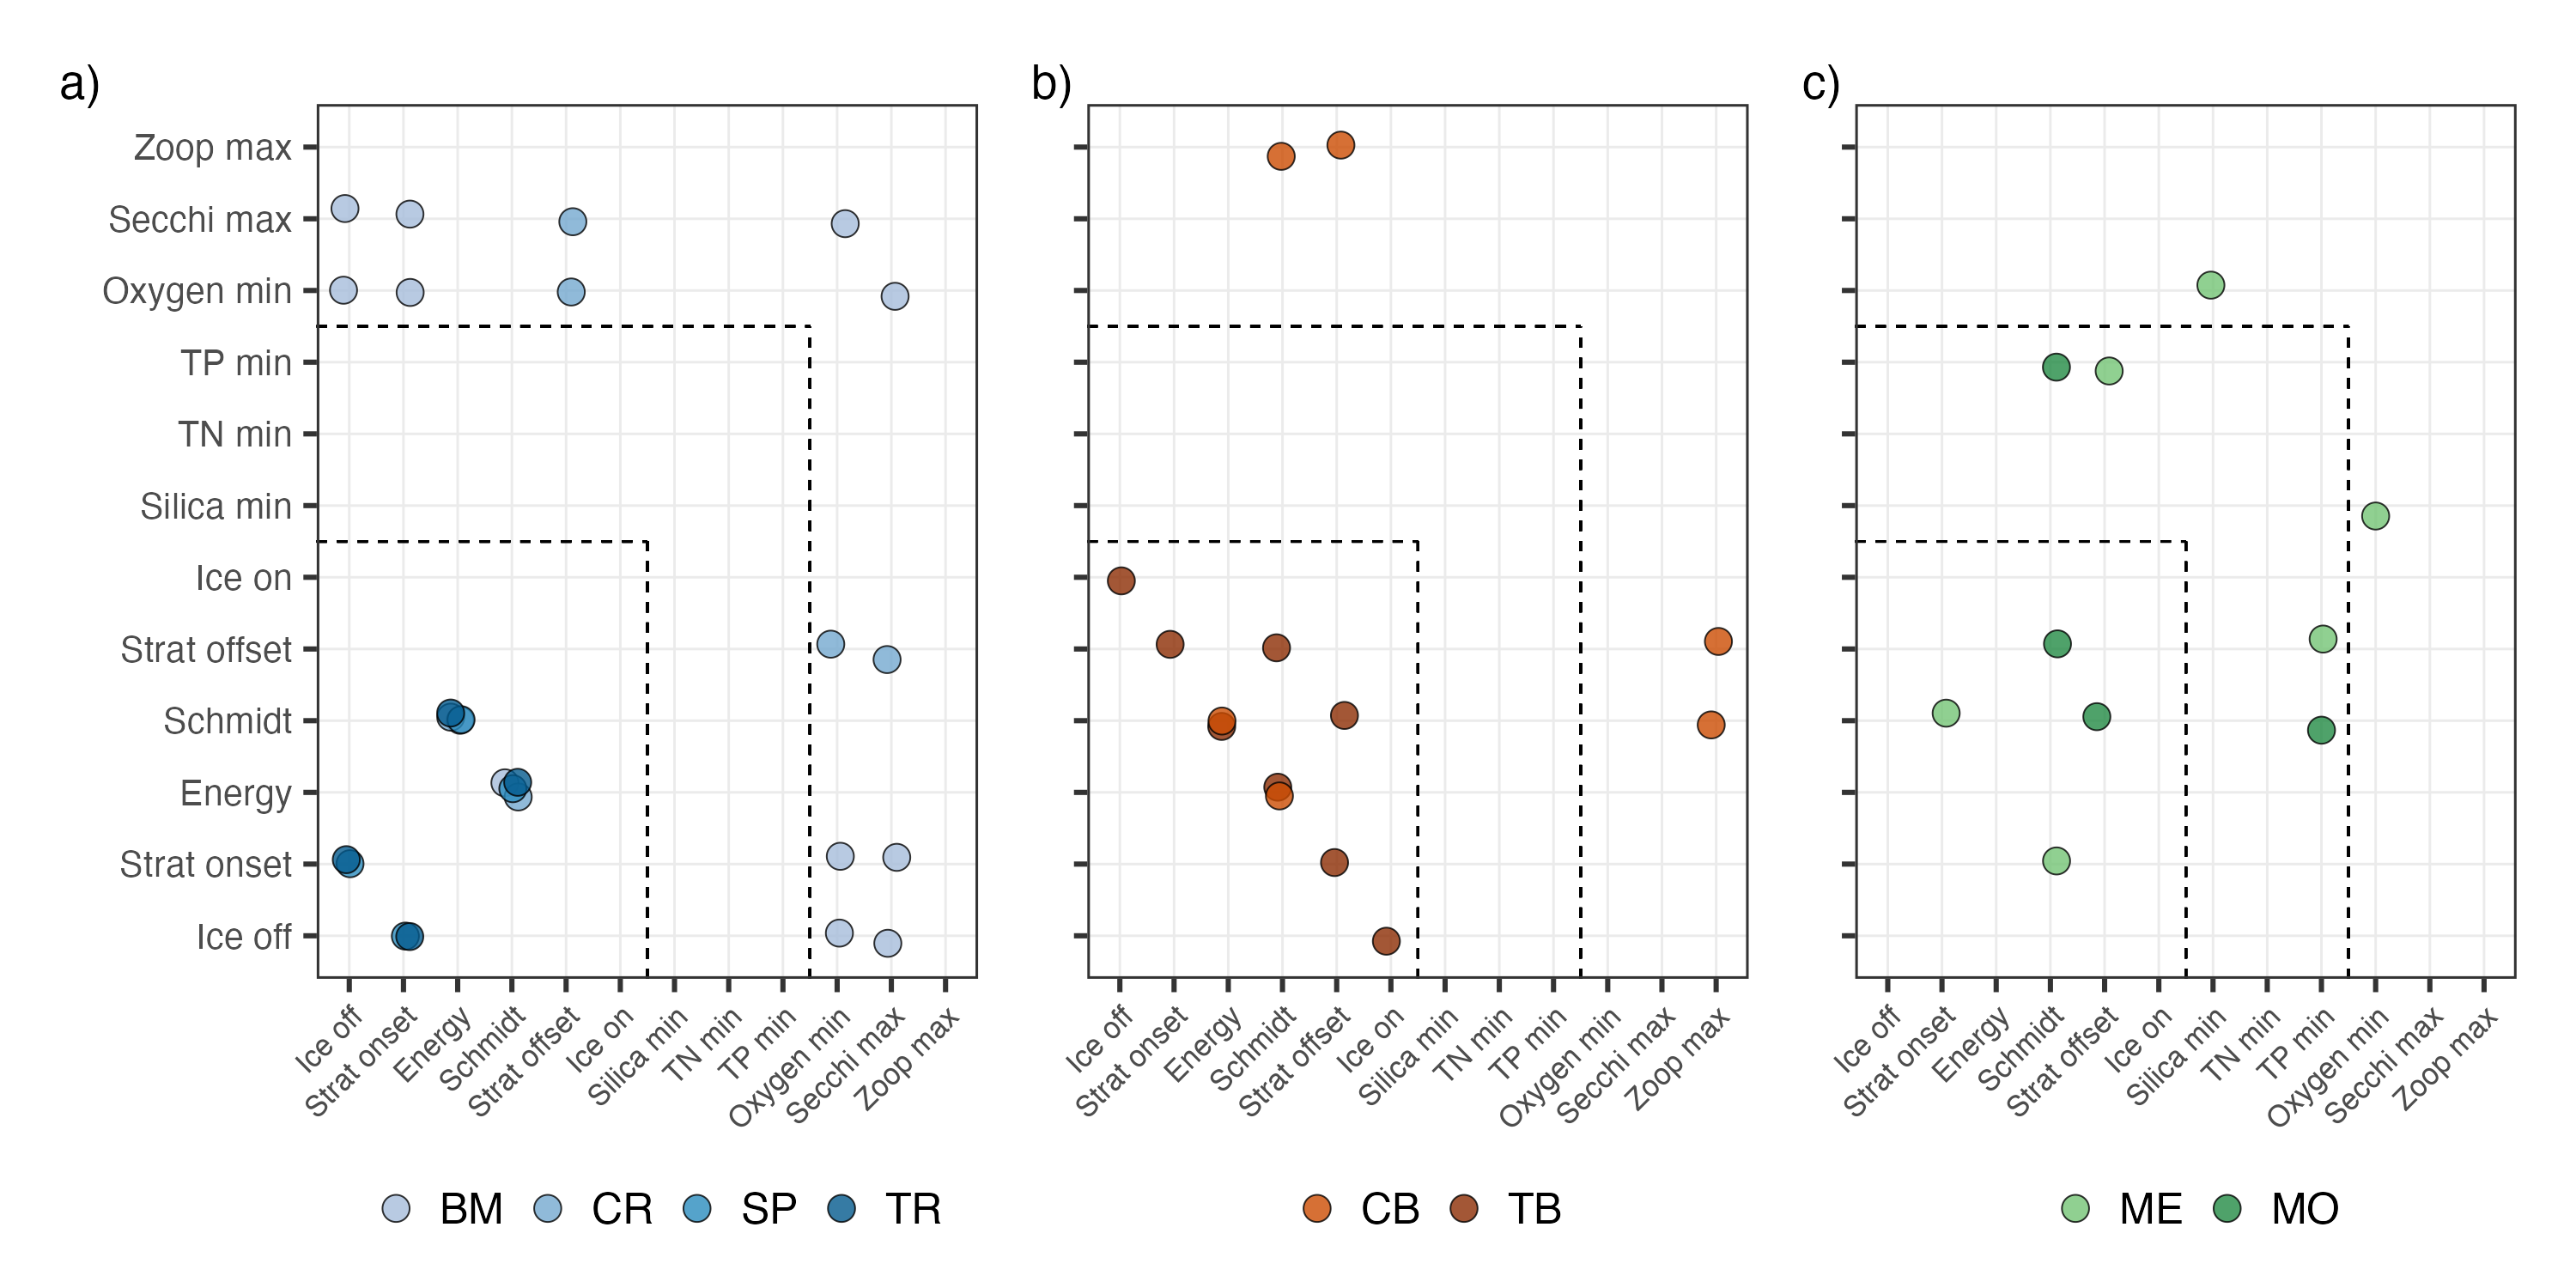 a)
b)
c)
Zoop max
Secchi max
Oxygen min
TP min
TN min
Silica min
Ice on
Strat offset
Schmidt
Energy
Strat onset
Ice off
Ice off
Strat onset
Energy
Schmidt
Strat offset
Ice on
Silica min
TN min
TP min
Oxygen min
Secchi max
Zoop max
Ice off
Strat onset
Energy
Schmidt
Strat offset
Ice on
Silica min
TN min
TP min
Oxygen min
Secchi max
Zoop max
Ice off
Strat onset
Energy
Schmidt
Strat offset
Ice on
Silica min
TN min
TP min
Oxygen min
Secchi max
Zoop max
BM CR SP TR
CB TB
ME MO